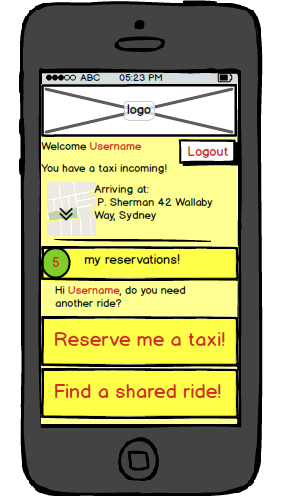 ABC 05:23 PM
logo
Welcome Username
Logout
You have a taxi incoming!
Arriving at:
P. Sherman 42 Wallaby
Way, Sydney
5 my reservations!
Hi Username, do you need
another ride?
Reserve me a taxi!
Find a shared ride!